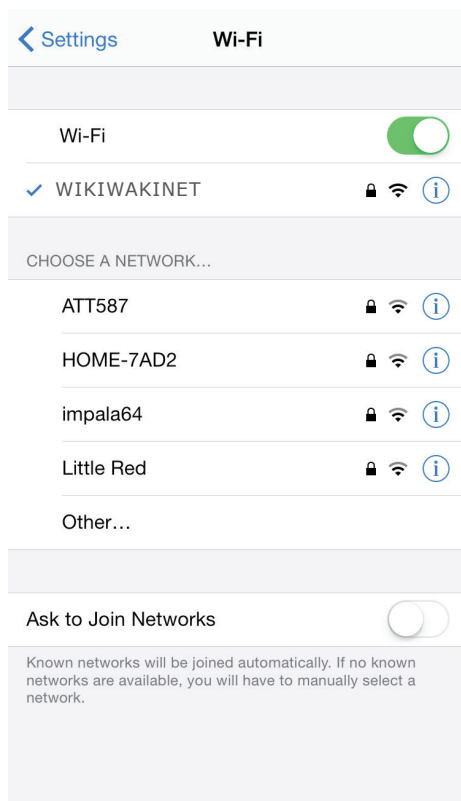 Settings Wi-Fi
Wi-Fi
WIKIWAKINET
CHOOSE A NETWORK...
ATT587
HOME-7AD2
impala64
Little Red
Other...
Ask to Join Networks
Known networks will be joined automatically. If no known
networks are available, you will have to manually select a
network.